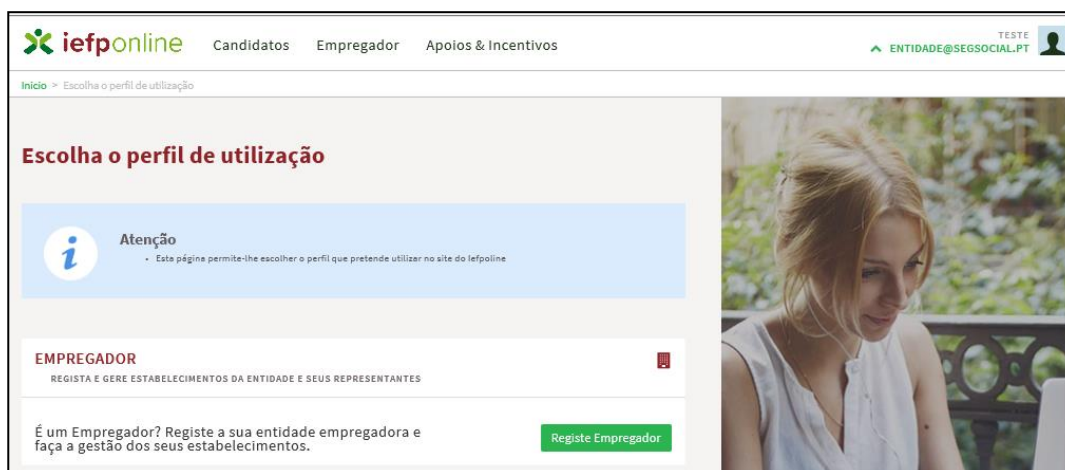 iefponline Candidatos Empregador Apoios & Incentivos
TESTE
ENTIDADE@SEGSOCIAL.PT
Início > Escolha o perfil de utilização
Escolha o perfil de utilização
Atenção
• Esta página permite-lhe escolher o perfil que pretende utilizar no site do Iefpoline
EMPREGADOR
REGISTA E GERE ESTABELECIMENTOS DA ENTIDADE E SEUS REPRESENTANTES
É um Empregador? Registe a sua entidade empregadora e
faça a gestão dos seus estabelecimentos.
Registe Empregador